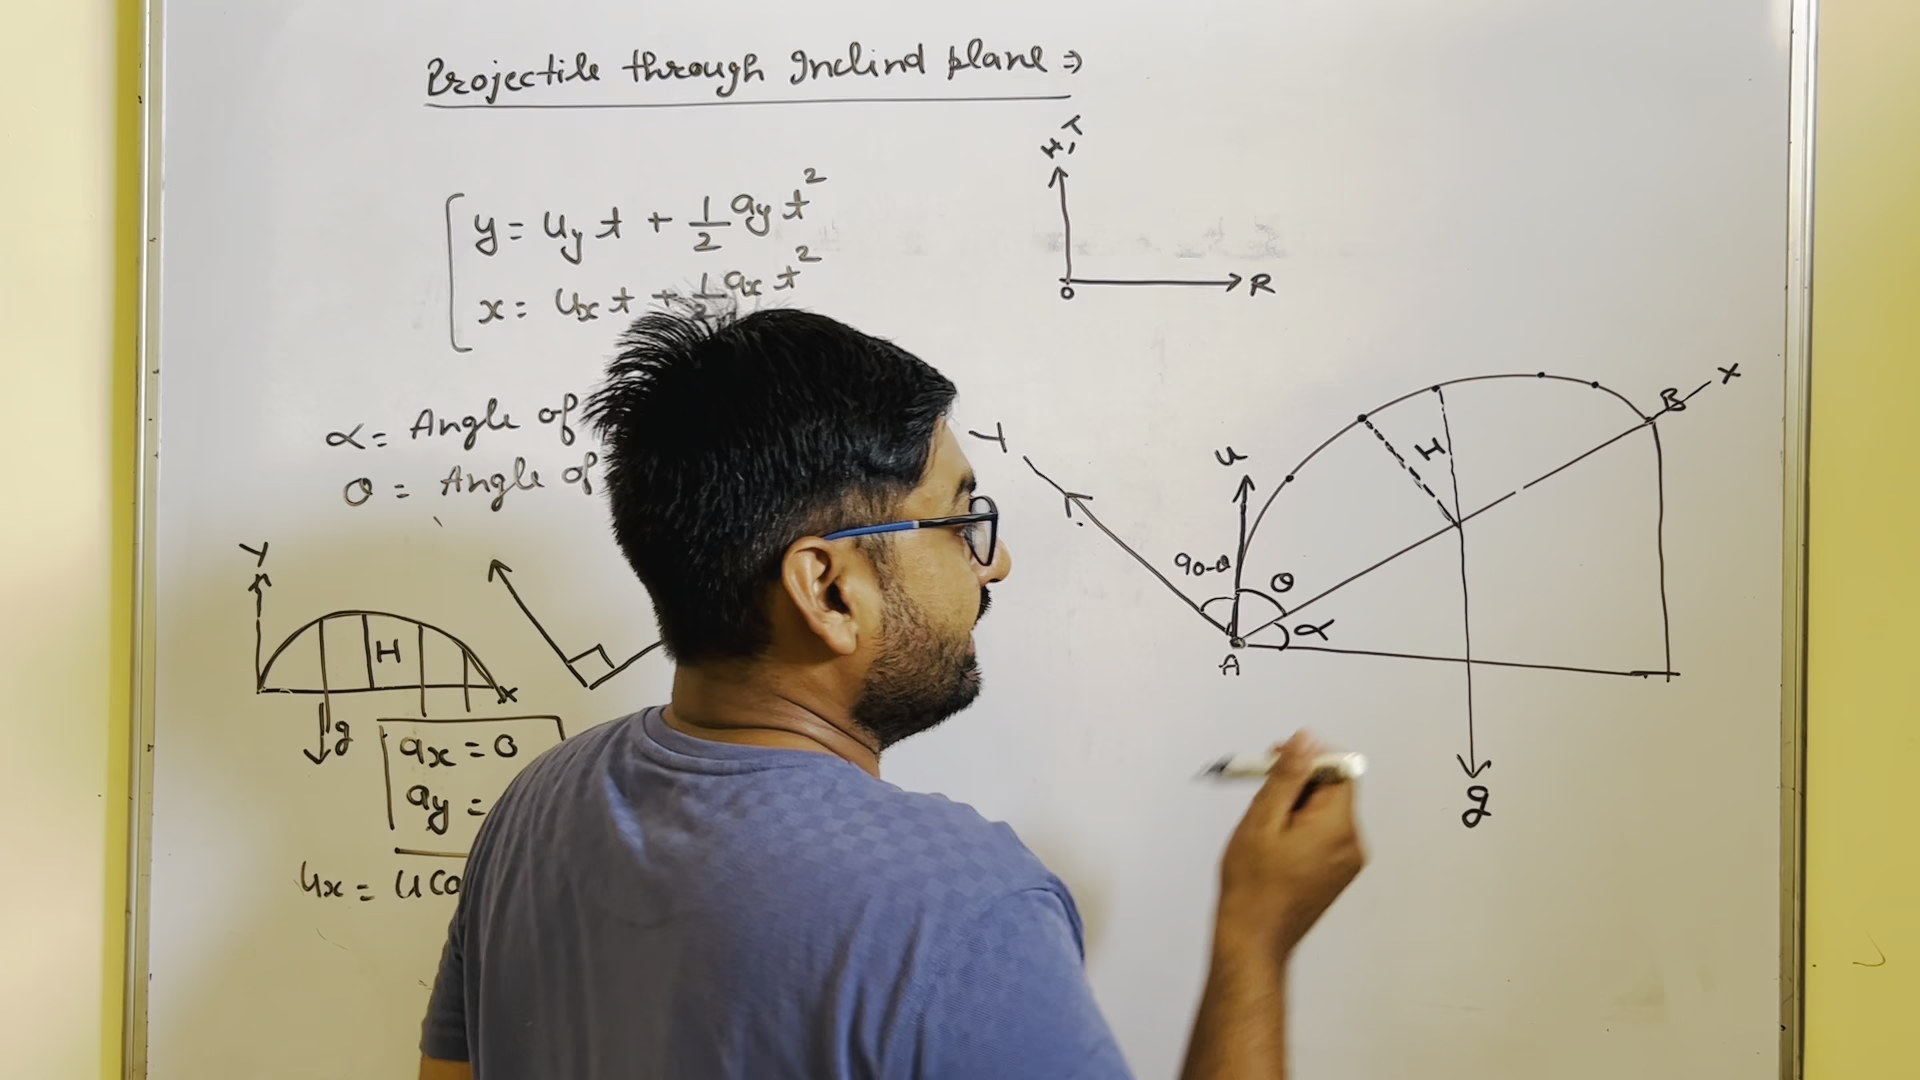 Projectile through Inclind plane ⇒
y = uy t + 1/2 ay t²
x = ux t + 1/2 ax t²
α = Angle of
θ = Angle of
H, T
O
R
Y
H
X
g
ax = 0
ay =
ux = u co
Y
u
90-θ
θ
α
A
H
B
X
g